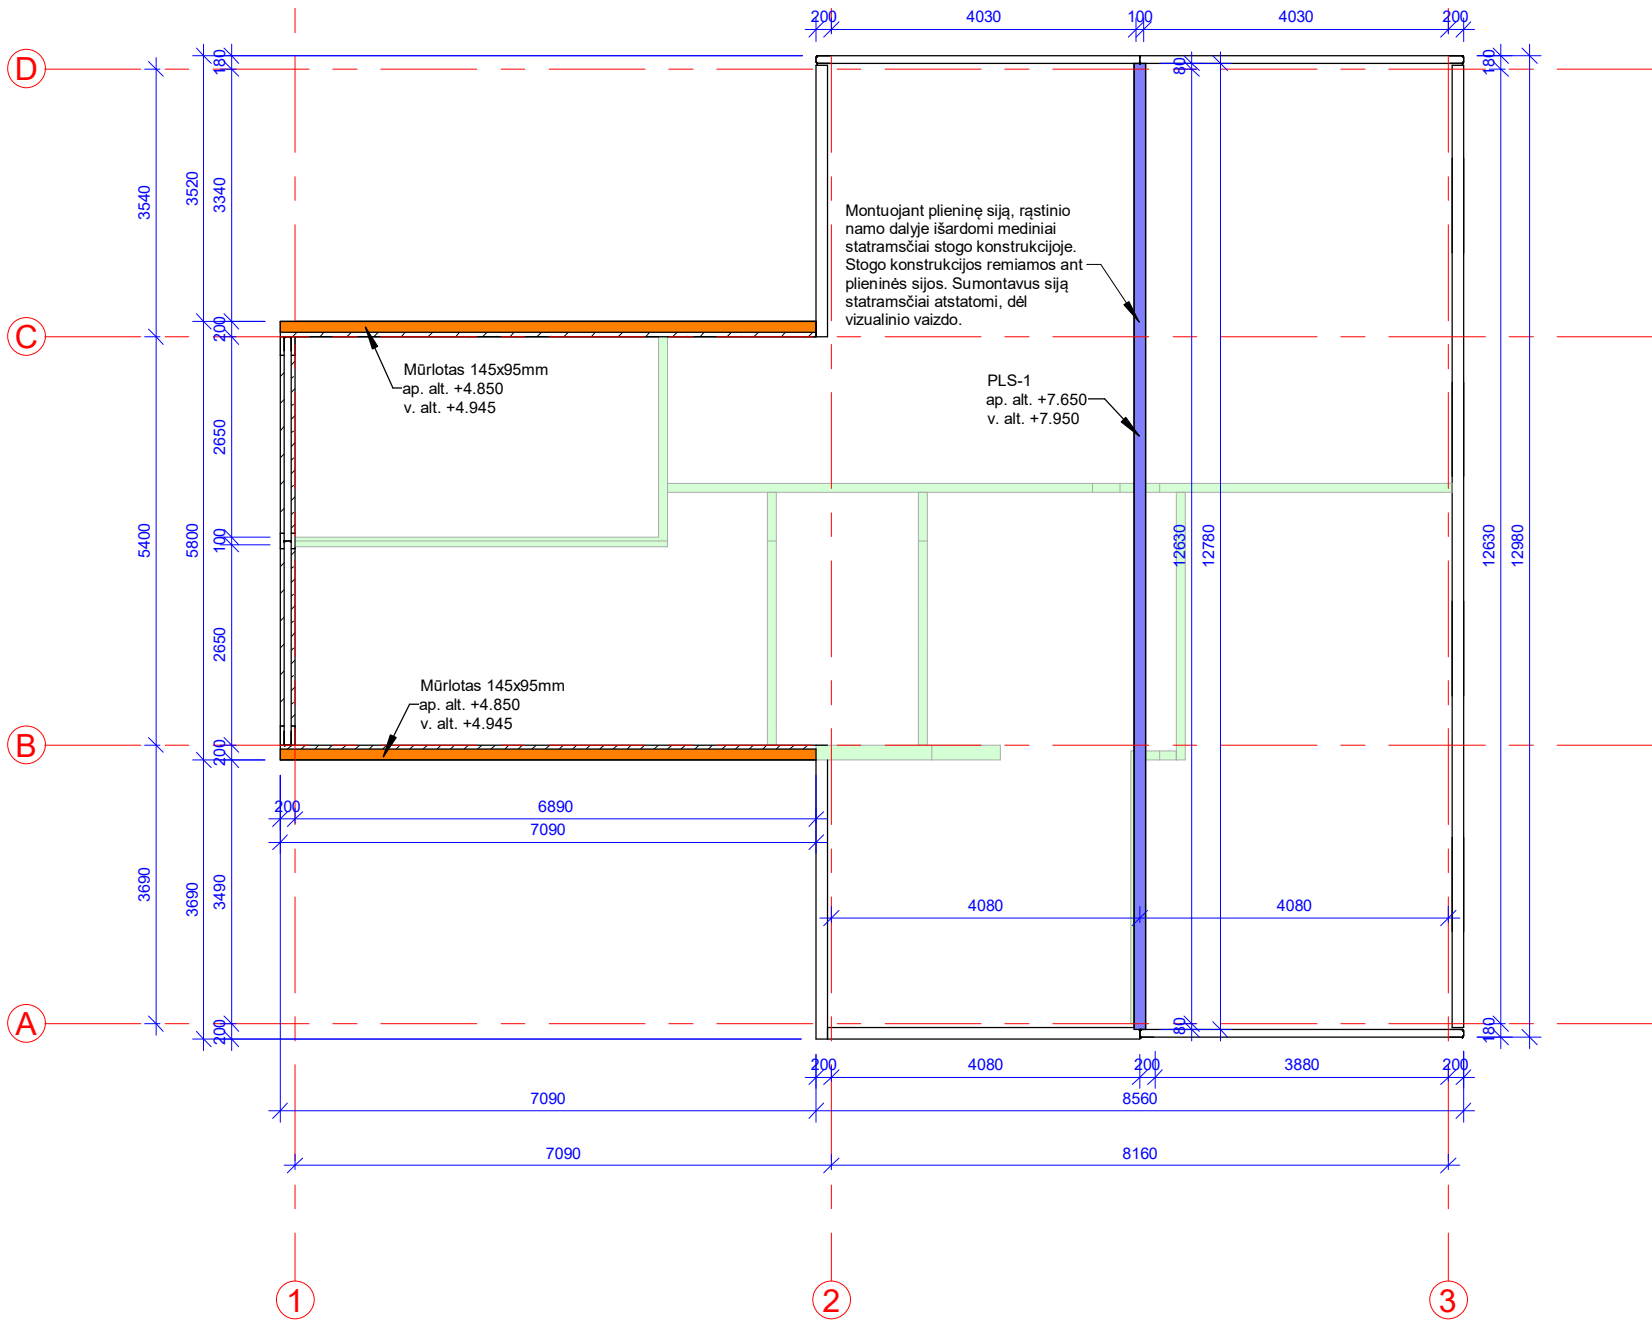 200 4030 100 4030 200
D
180
3540
3520
3340
80
12630
12780
180
12630
12980
Montuojant plieninę siją, rąstinio
namo dalyje išardomi mediniai
statramsčiai stogo konstrukcijoje.
Stogo konstrukcijos remiamos ant
plieninės sijos. Sumontavus siją
statramsčiai atstatomi, dėl
vizualinio vaizdo.
C
200
Mūrlotas 145x95mm
ap. alt. +4.850
v. alt. +4.945
PLS-1
ap. alt. +7.650
v. alt. +7.950
2650
5400
5800
100
2650
Mūrlotas 145x95mm
ap. alt. +4.850
v. alt. +4.945
B
200
200 6890
7090
3690
3690
3490
4080 4080
A
200
80
180
200 4080 200 3880 200
7090 8560
7090 8160
1 2 3